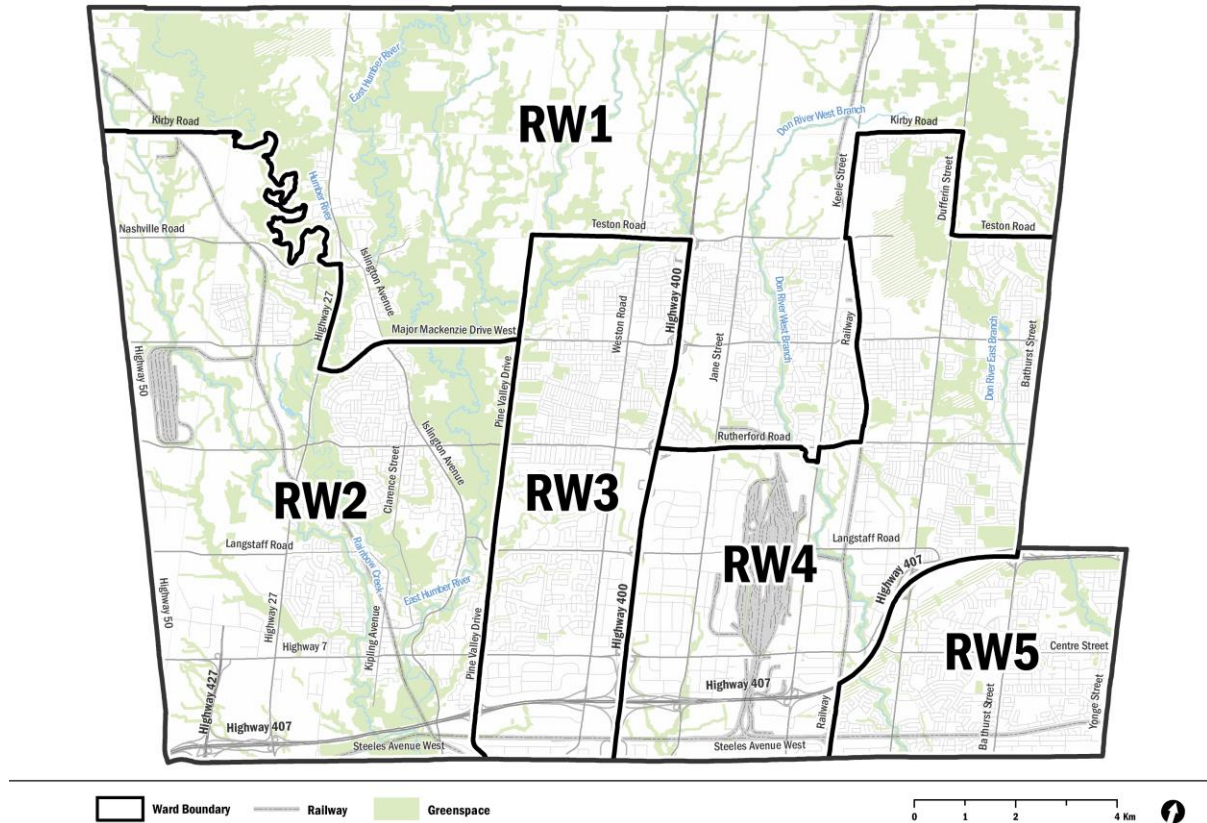 East Humber River
RW1
Kirby Road
Don River West Branch
Kirby Road
Keele Street
Dufferin Street
Humber River
Nashville Road
Islington Avenue
Teston Road
Teston Road
Highway 27
Major Mackenzie Drive West
Weston Road
Highway 400
Jane Street
Don River West Branch
Railway
Don River East Branch
Bathurst Street
Highway 50
Pine Valley Drive
Islington Avenue
Clarence Street
Rutherford Road
RW2
RW3
RW4
Langstaff Road
Langstaff Road
Rainbow Creek
East Humber River
Highway 407
Highway 50
Highway 27
Kipling Avenue
Highway 7
Pine Valley Drive
Highway 400
RW5
Centre Street
Highway 427
Highway 407
Highway 407
Railway
Bathurst Street
Yonge Street
Steeles Avenue West
Steeles Avenue West
Ward Boundary
Railway
Greenspace
0 1 2 4 Km